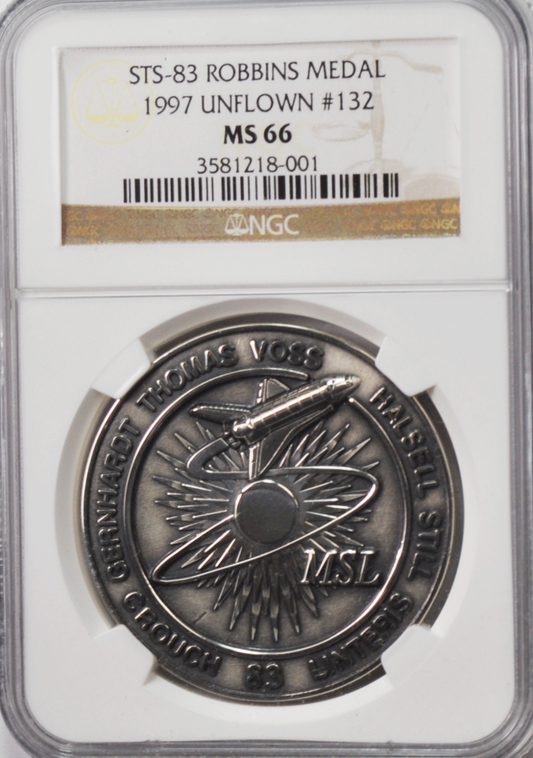 STS-83 ROBBINS MEDAL
1997 UNFLOWN #132
MS 66
3581218-001
NGC
GERNHARDT THOMAS VOSS
HALSELL STILL
MSL
CROUCH 83 LINTERIS